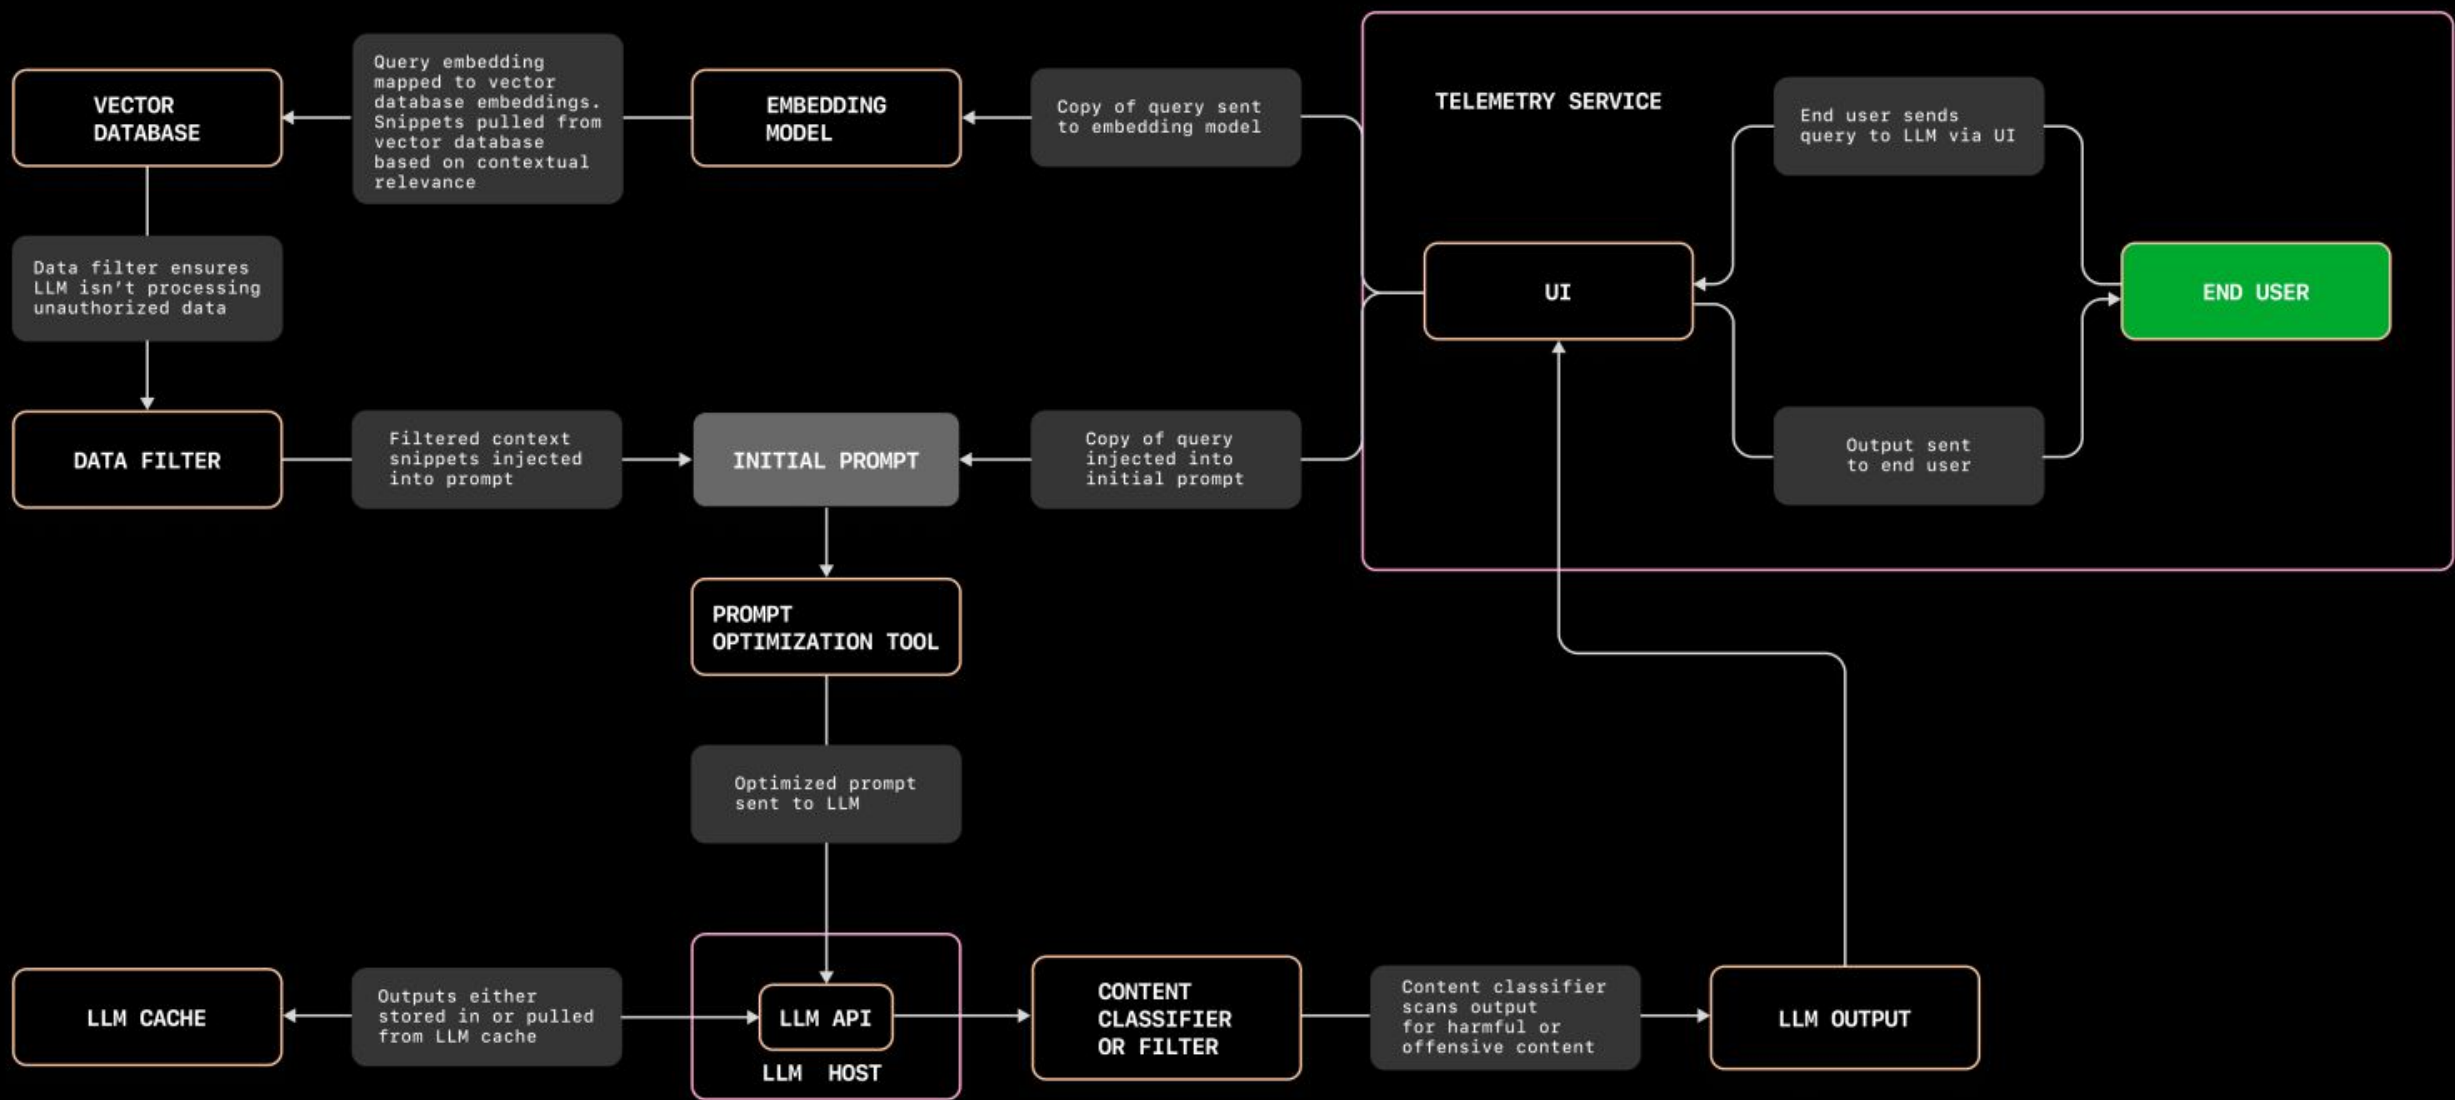 VECTOR
DATABASE
Query embedding
mapped to vector
database embeddings.
Snippets pulled from
vector database
based on contextual
relevance
EMBEDDING
MODEL
Copy of query sent
to embedding model
TELEMETRY SERVICE
End user sends
query to LLM via UI
Data filter ensures
LLM isn't processing
unauthorized data
UI
END USER
DATA FILTER
Filtered context
snippets injected
into prompt
INITIAL PROMPT
Copy of query
injected into
initial prompt
Output sent
to end user
PROMPT
OPTIMIZATION TOOL
Optimized prompt
sent to LLM
LLM CACHE
Outputs either
stored in or pulled
from LLM cache
LLM API
LLM HOST
CONTENT
CLASSIFIER
OR FILTER
Content classifier
scans output
for harmful or
offensive content
LLM OUTPUT